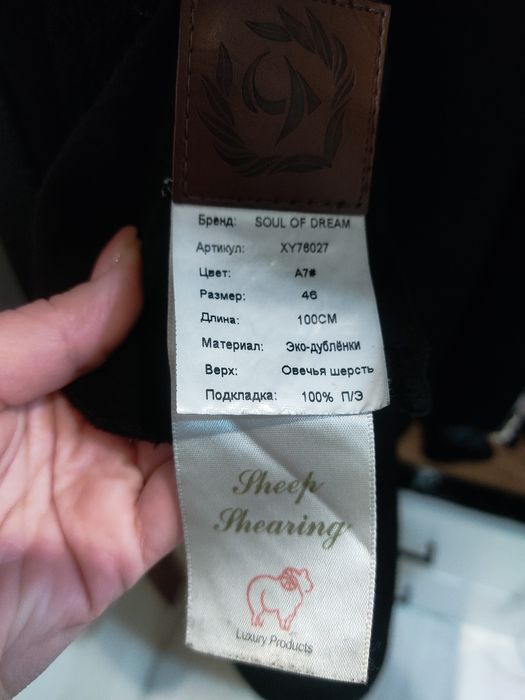 Бренд: SOUL OF DREAM
Артикул: XY76027
Цвет: A7#
Размер: 46
Длина: 100СМ
Материал: Эко-дублёнки
Верх: Овечья шерсть
Подкладка: 100% П/Э
Sheep
Shearing
Luxury Products